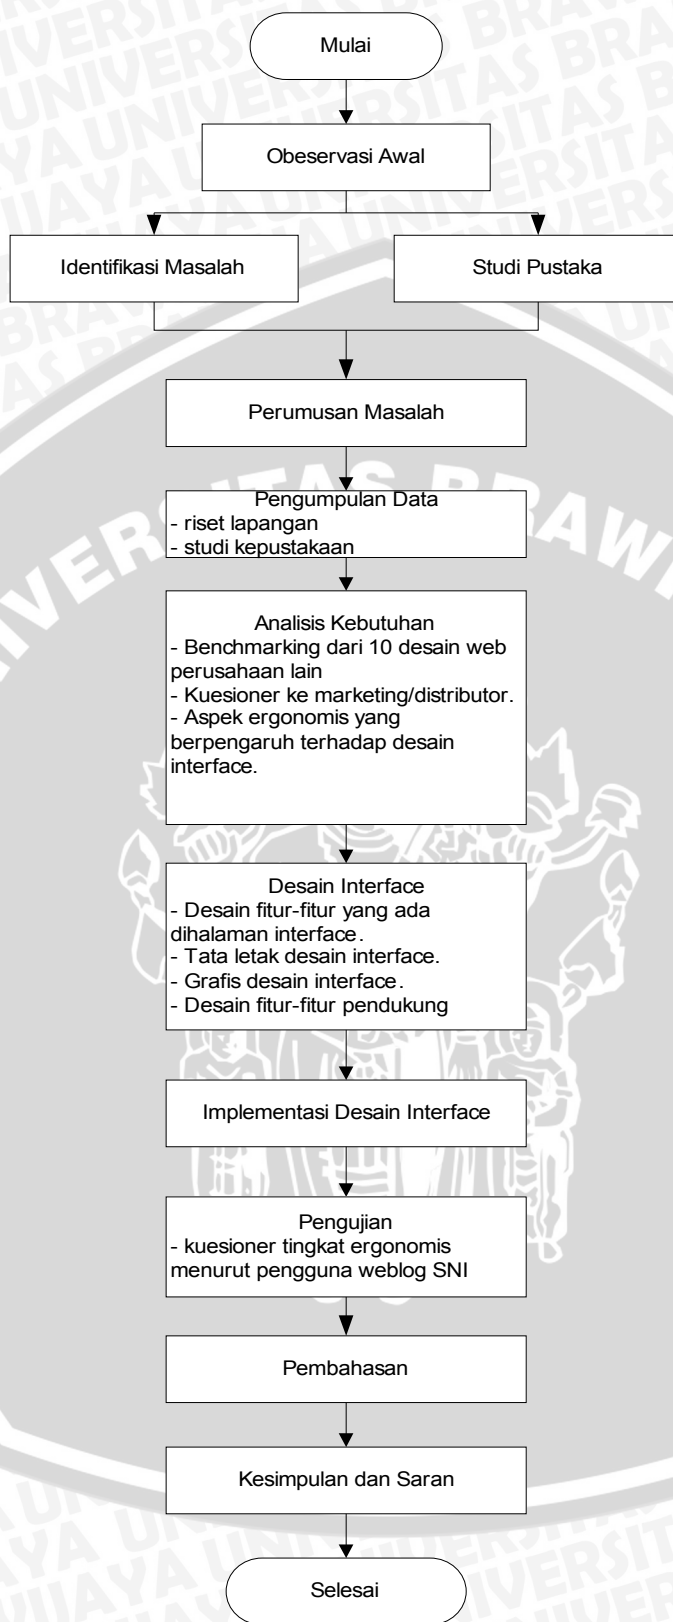 Mulai
Obeservasi Awal
Identifikasi Masalah
Studi Pustaka
Perumusan Masalah
Pengumpulan Data
- riset lapangan
- studi kepustakaan
Analisis Kebutuhan
- Benchmarking dari 10 desain web
perusahaan lain
- Kuesioner ke marketing/distributor.
- Aspek ergonomis yang
berpengaruh terhadap desain
interface.
Desain Interface
- Desain fitur-fitur yang ada
dihalaman interface.
- Tata letak desain interface.
- Grafis desain interface.
- Desain fitur-fitur pendukung
Implementasi Desain Interface
Pengujian
- kuesioner tingkat ergonomis
menurut pengguna weblog SNI
Pembahasan
Kesimpulan dan Saran
Selesai